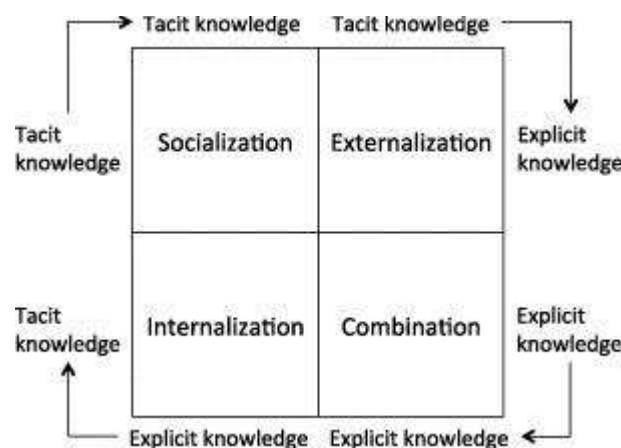 Tacit knowledge Tacit knowledge
Tacit
knowledge
Socialization Externalization
Explicit
knowledge
Tacit
knowledge
Internalization Combination
Explicit
knowledge
Explicit knowledge Explicit knowledge